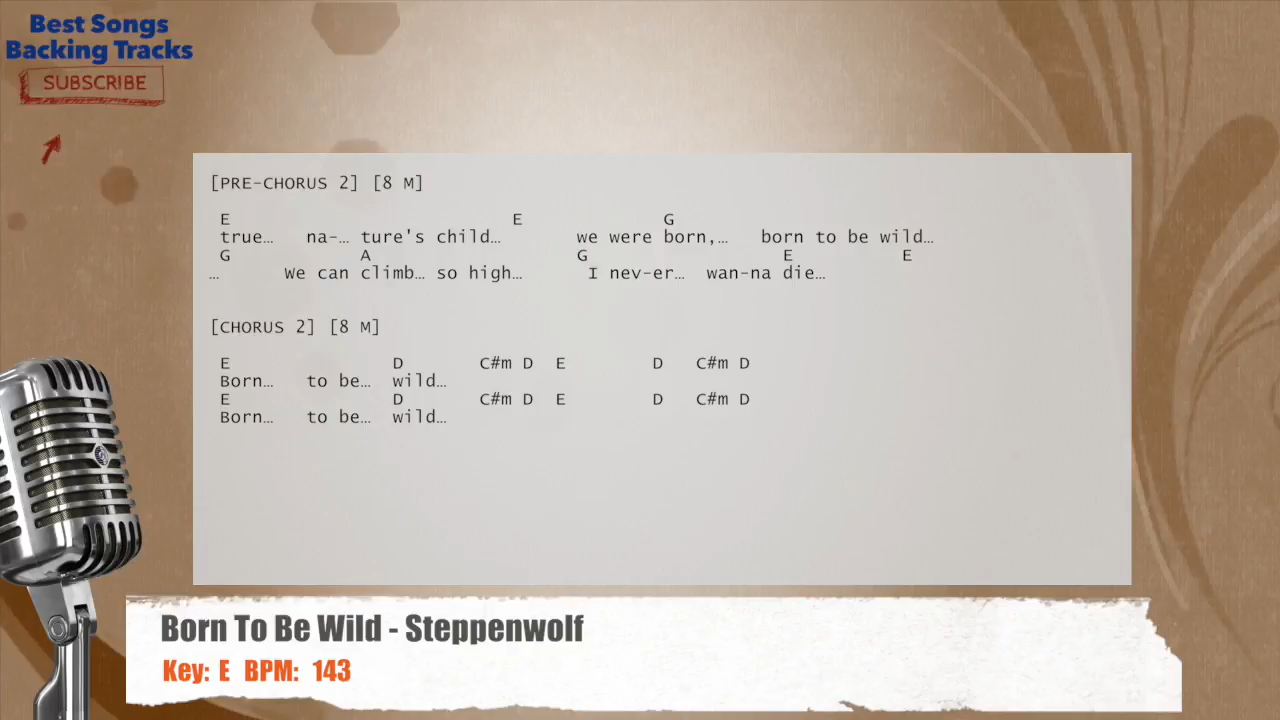 Best Songs
Backing Tracks
SUBSCRIBE
[PRE-CHORUS 2] [8 M]
E E G
true… na-… ture's child… we were born,… born to be wild…
G A G E E
… We can climb… so high… I nev-er… wan-na die…
[CHORUS 2] [8 M]
E D C#m D E D C#m D
Born… to be… wild…
E D C#m D E D C#m D
Born… to be… wild…
Born To Be Wild - Steppenwolf
Key: E BPM: 143